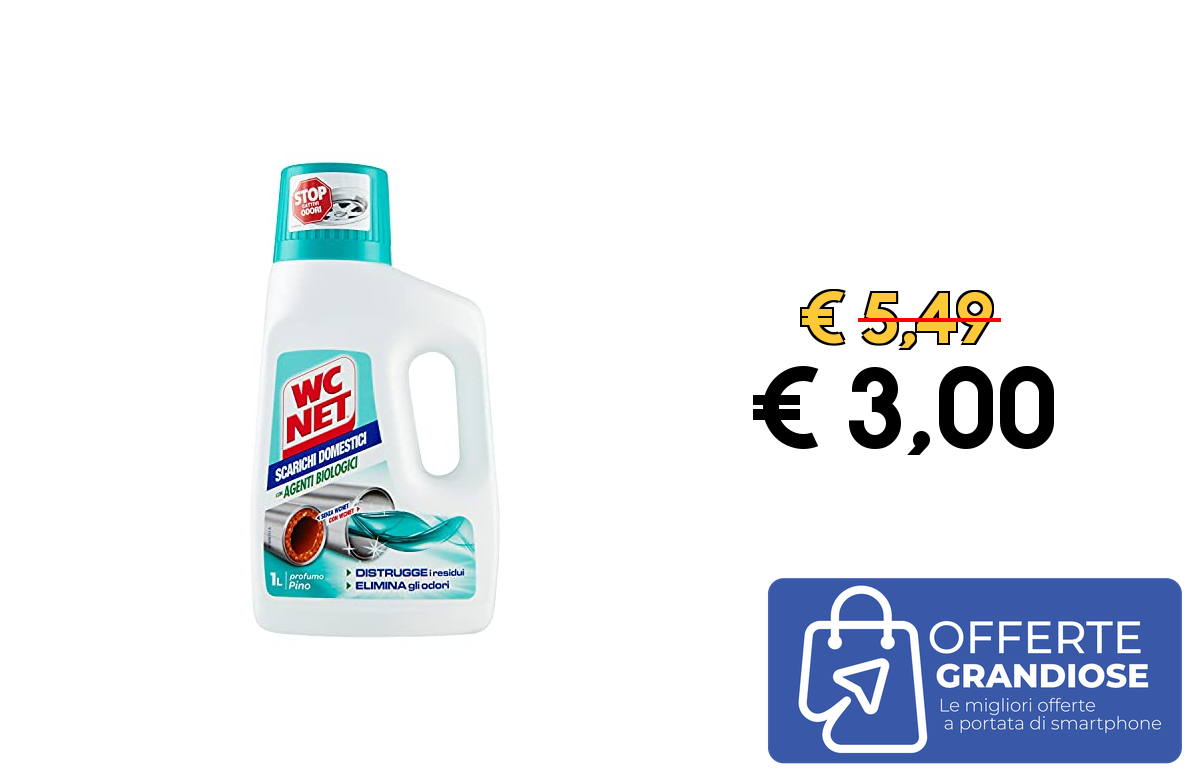 STOP
CATTIVI
ODORI
WC
NET
SCARICHI DOMESTICI
CON AGENTI BIOLOGICI
SENZA WCNET
CON WCNET
1L profumo
Pino
DISTRUGGE i residui
ELIMINA gli odori
€ 5,49
€ 3,00
OFFERTE
GRANDIOSE
Le migliori offerte
a portata di smartphone